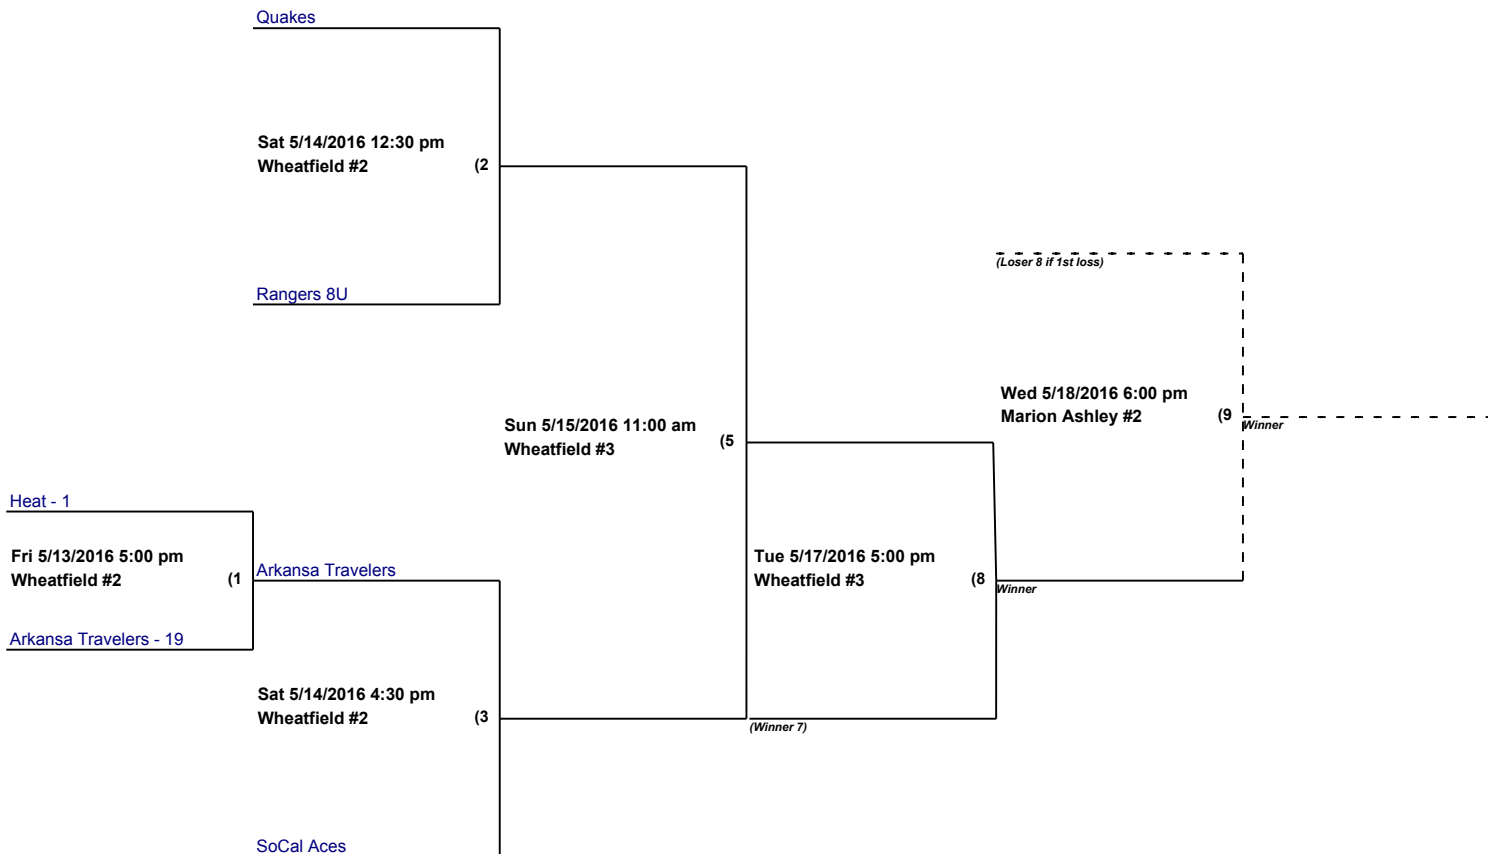 Quakes
Sat 5/14/2016 12:30 pm
Wheatfield #2 (2
Rangers 8U
(Loser 8 if 1st loss)
Wed 5/18/2016 6:00 pm
Marion Ashley #2 (9
Winner
Sun 5/15/2016 11:00 am
Wheatfield #3 (5
Heat - 1
Fri 5/13/2016 5:00 pm
Wheatfield #2 (1
Arkansa Travelers
Tue 5/17/2016 5:00 pm
Wheatfield #3 (8
Winner
Arkansa Travelers - 19
Sat 5/14/2016 4:30 pm
Wheatfield #2 (3
(Winner 7)
SoCal Aces